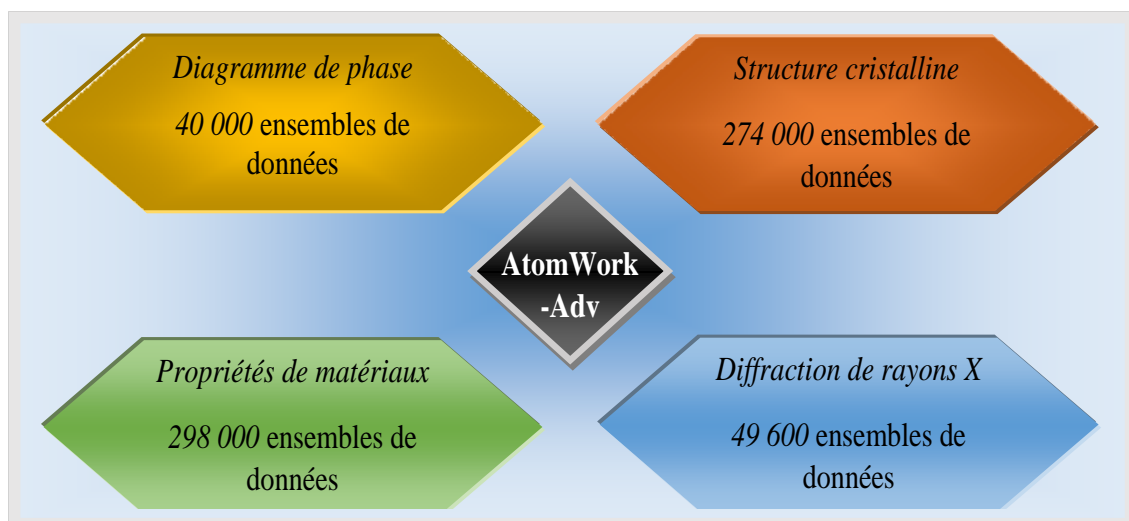 Diagramme de phase
40 000 ensembles de
données
Structure cristalline
274 000 ensembles de
données
AtomWork
-Adv
Propriétés de matériaux
298 000 ensembles de
données
Diffraction de rayons X
49 600 ensembles de
données